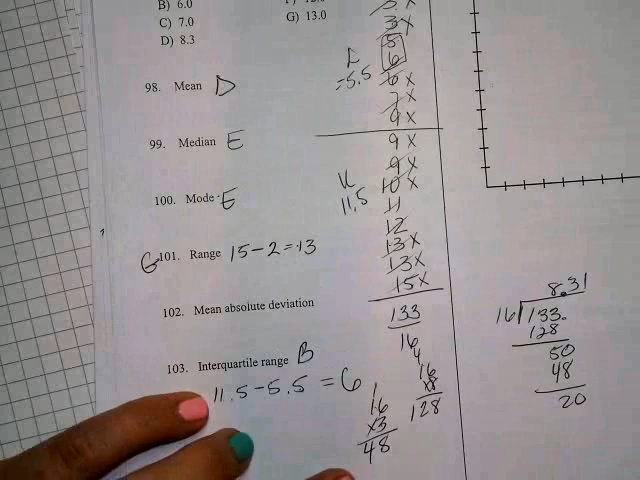 B) 6.0
C) 7.0
G) 13.0
D) 8.3
3x
5
6
L
=5.5
6x
7x
9x
98. Mean D
99. Median E
9x
9x
10x
U
11.5
11
12
13x
13x
15x
100. Mode E
G 101. Range 15-2=13
102. Mean absolute deviation
133
16
103. Interquartile range B
11.5-5.5=6
16
x3
48
4
16
x8
128
8.31
16 133.
128
50
48
20